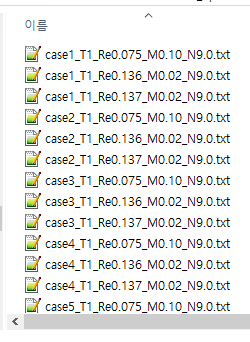 이름
case1_T1_Re0.075_M0.10_N9.0.txt
case1_T1_Re0.136_M0.02_N9.0.txt
case1_T1_Re0.137_M0.02_N9.0.txt
case2_T1_Re0.075_M0.10_N9.0.txt
case2_T1_Re0.136_M0.02_N9.0.txt
case2_T1_Re0.137_M0.02_N9.0.txt
case3_T1_Re0.075_M0.10_N9.0.txt
case3_T1_Re0.136_M0.02_N9.0.txt
case3_T1_Re0.137_M0.02_N9.0.txt
case4_T1_Re0.075_M0.10_N9.0.txt
case4_T1_Re0.136_M0.02_N9.0.txt
case4_T1_Re0.137_M0.02_N9.0.txt
case5_T1_Re0.075_M0.10_N9.0.txt